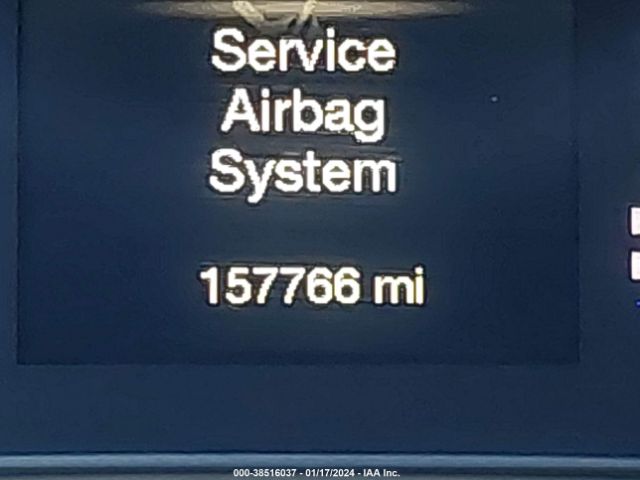 Service
Airbag
System
157766 mi
000-38516037 - 01/17/2024 - IAA Inc.